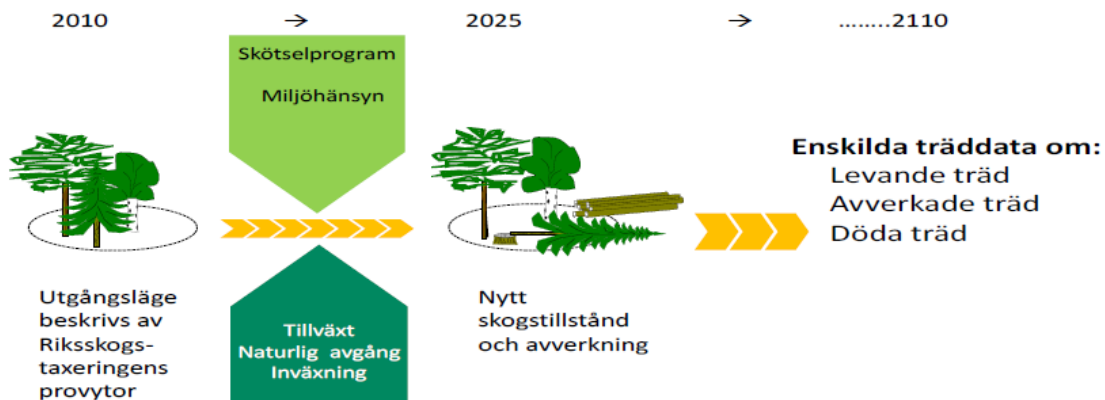 2010 → 2025 → ........2110
Skötselprogram
Miljöhänsyn
Enskilda träddata om:
Levande träd
Avverkade träd
Döda träd
Utgångsläge
beskrivs av
Riksskogs-
taxeringens
provytor
Tillväxt
Naturlig avgång
Inväxning
Nytt
skogstillstånd
och avverkning